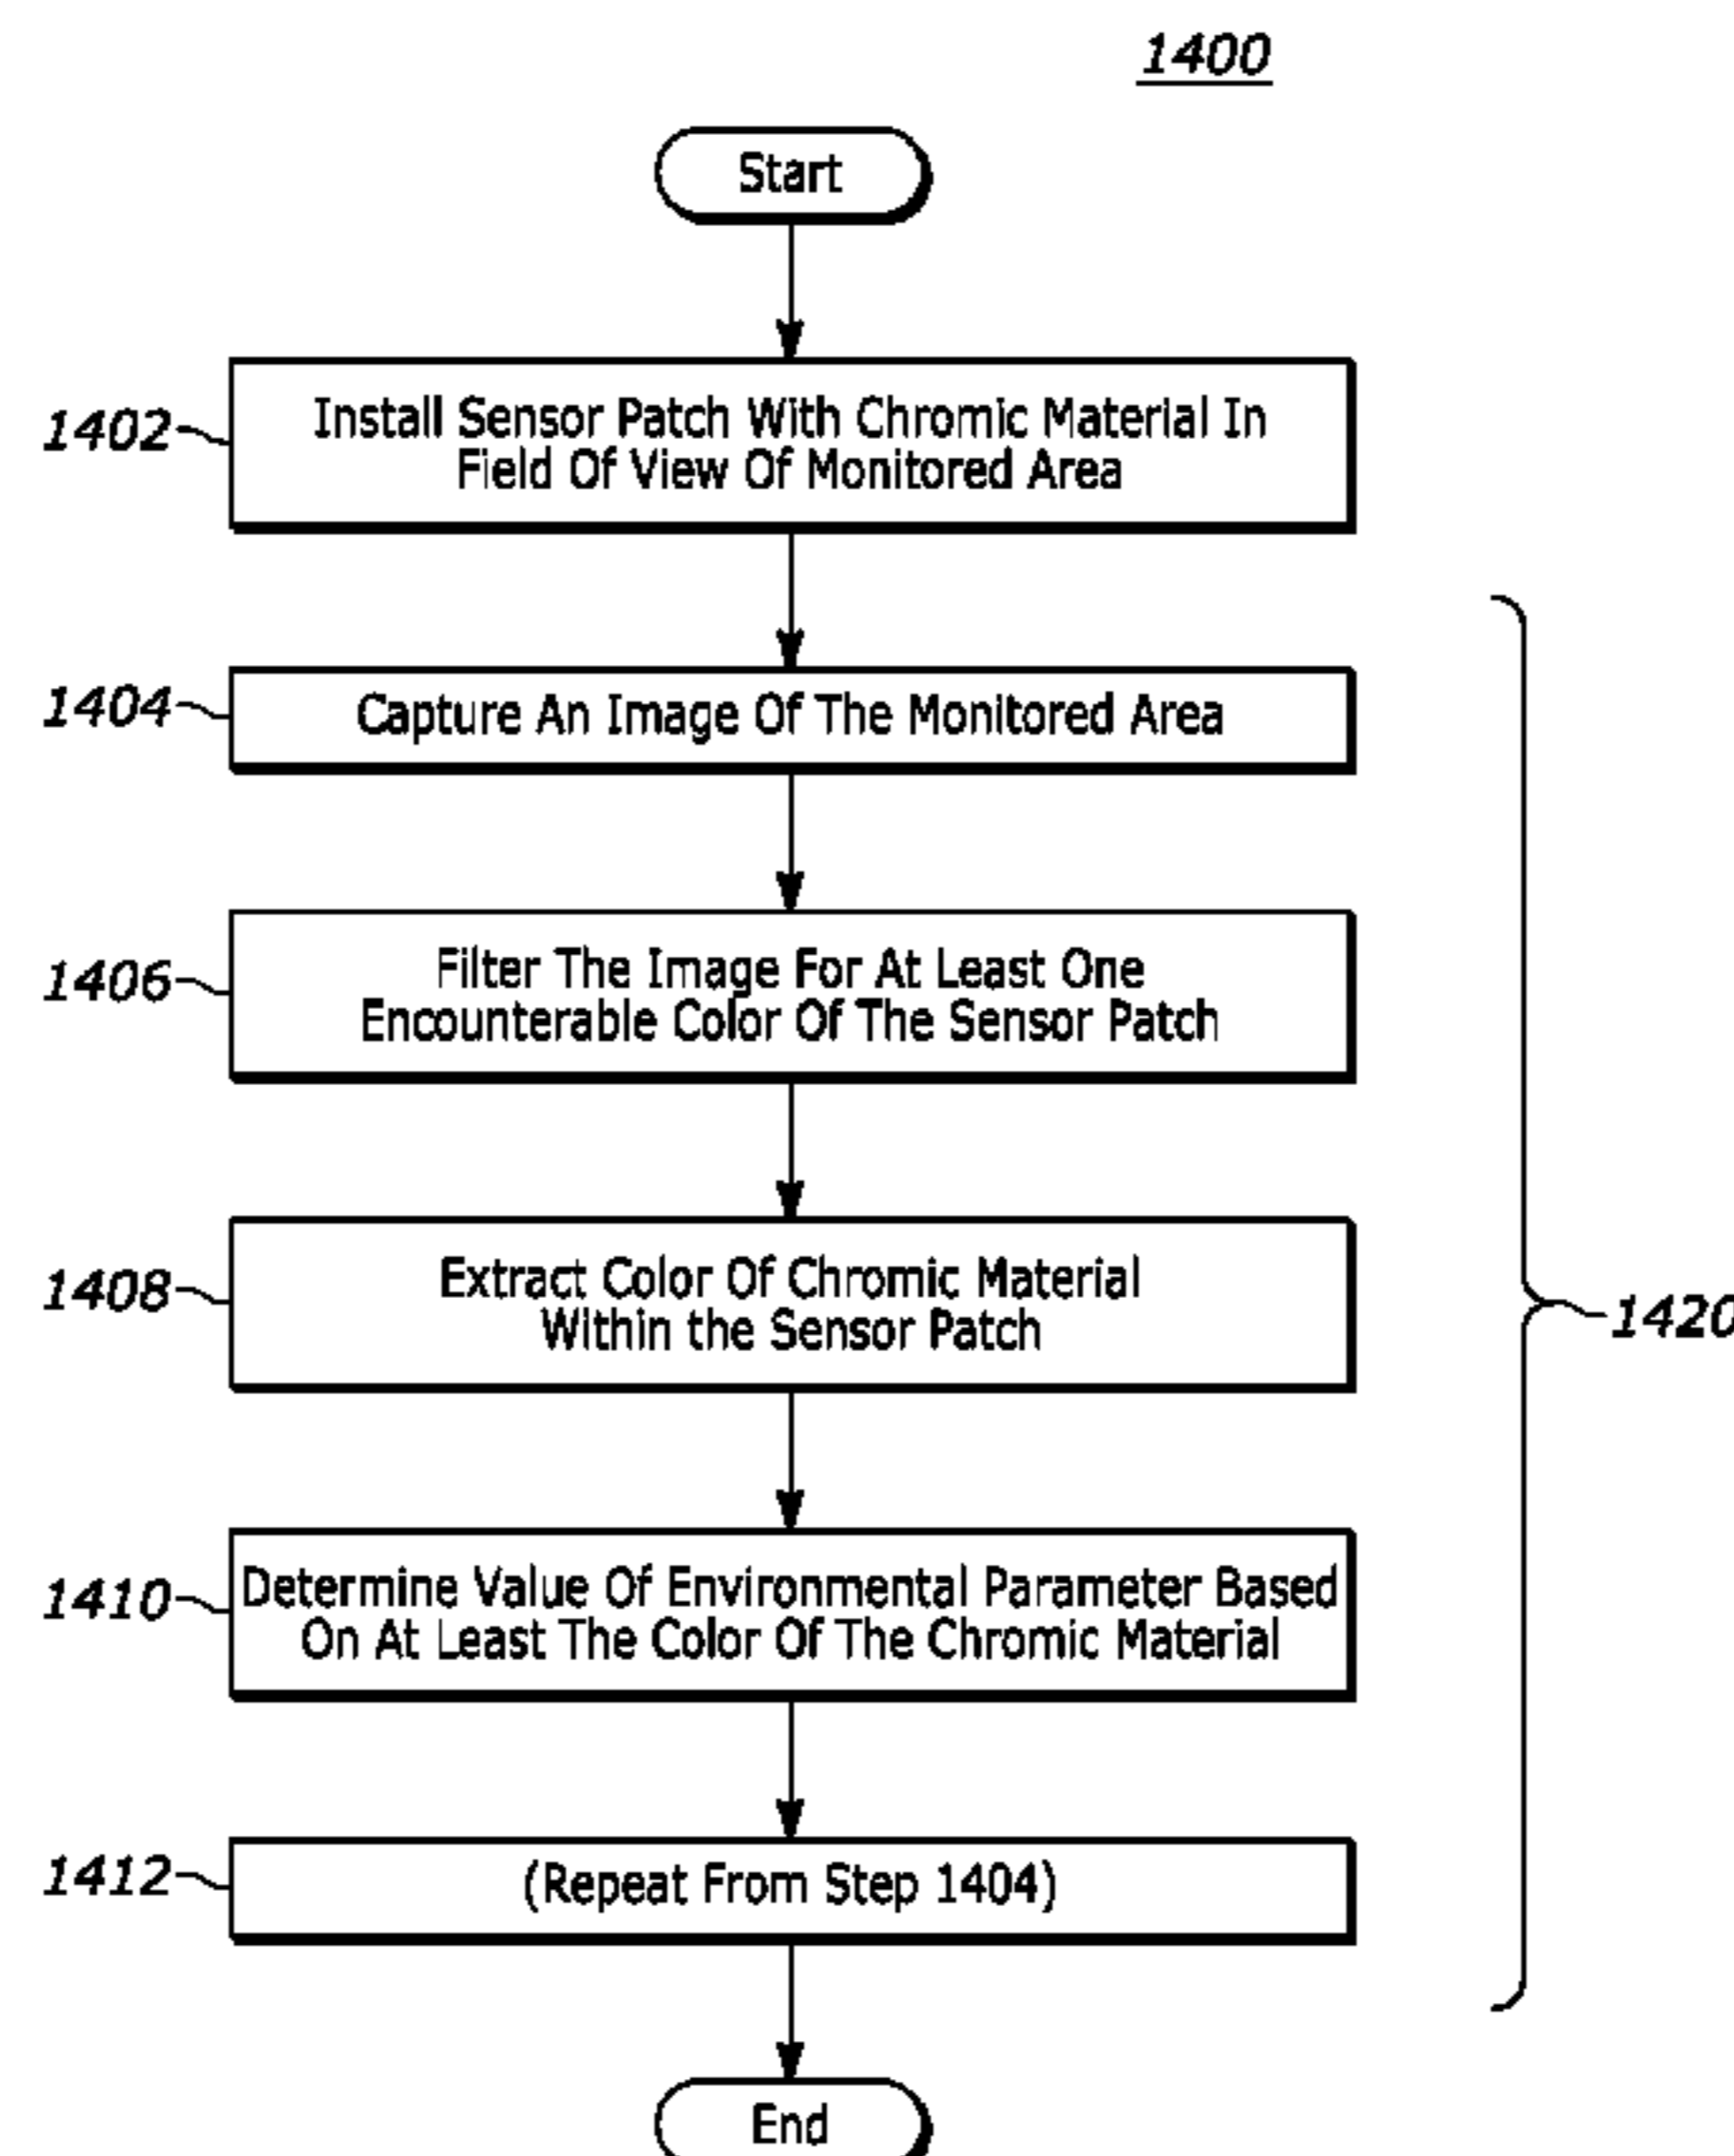 1400
Start
1402
Install Sensor Patch With Chromic Material In
Field Of View Of Monitored Area
1404
Capture An Image Of The Monitored Area
1406
Filter The Image For At Least One
Encounterable Color Of The Sensor Patch
1408
Extract Color Of Chromic Material
Within the Sensor Patch
1420
1410
Determine Value Of Environmental Parameter Based
On At Least The Color Of The Chromic Material
1412
(Repeat From Step 1404)
End